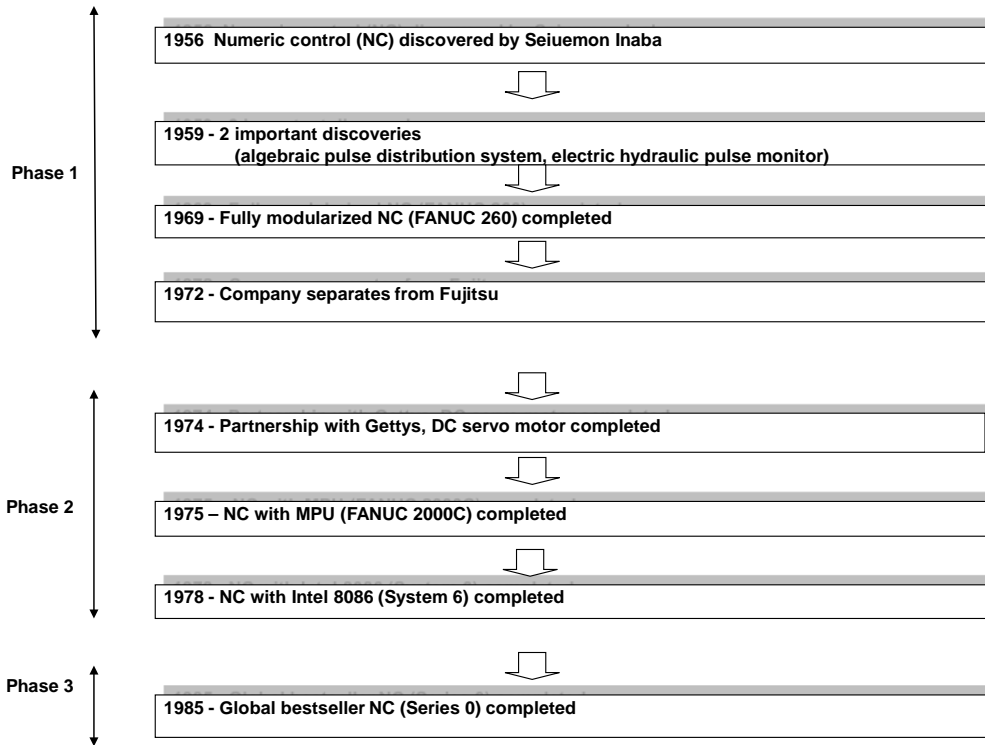 1956 Numeric control (NC) discovered by Seiuemon Inaba
1959 - 2 important discoveries
(algebraic pulse distribution system, electric hydraulic pulse monitor)
Phase 1
1969 - Fully modularized NC (FANUC 260) completed
1972 - Company separates from Fujitsu
1974 - Partnership with Gettys, DC servo motor completed
Phase 2
1975 – NC with MPU (FANUC 2000C) completed
1978 - NC with Intel 8086 (System 6) completed
Phase 3
1985 - Global bestseller NC (Series 0) completed